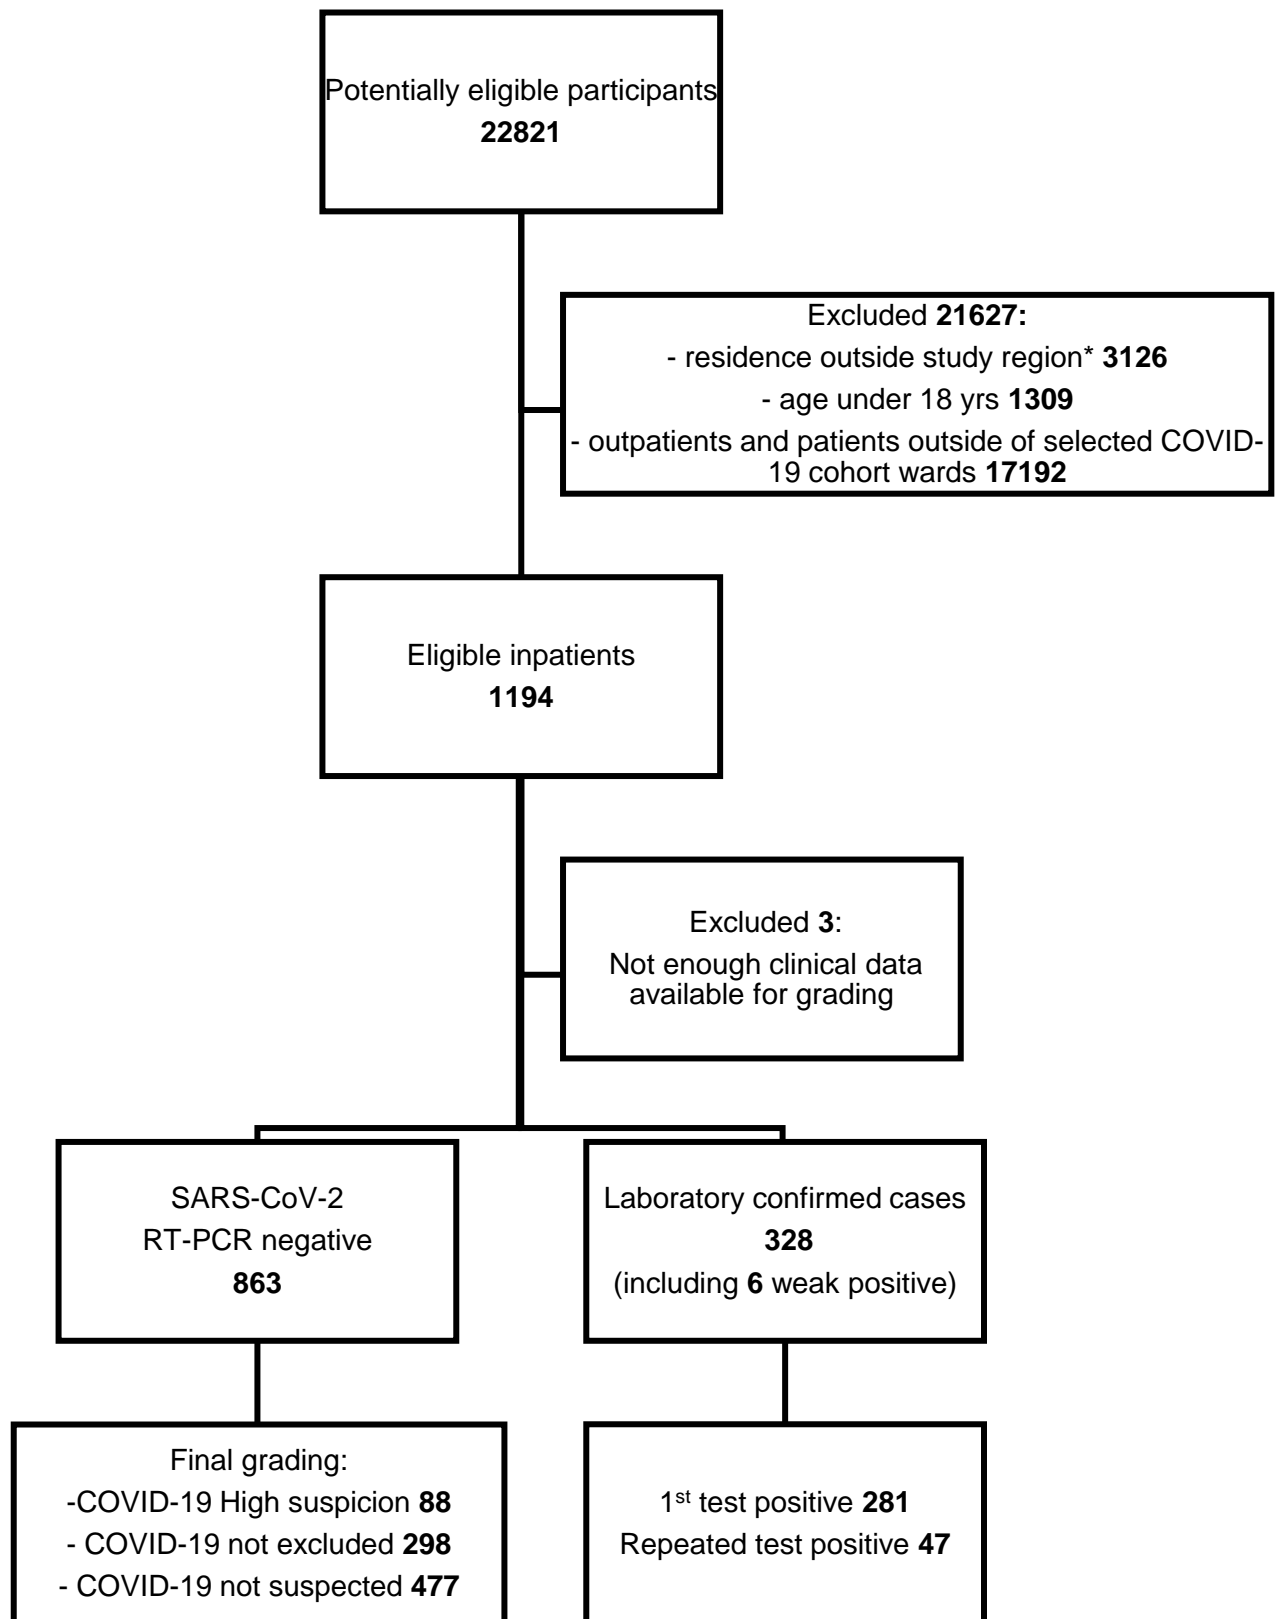 Potentially eligible participants
22821
Excluded 21627:
- residence outside study region* 3126
- age under 18 yrs 1309
- outpatients and patients outside of selected COVID-
19 cohort wards 17192
Eligible inpatients
1194
Excluded 3:
Not enough clinical data
available for grading
SARS-CoV-2
RT-PCR negative
863
Laboratory confirmed cases
328
(including 6 weak positive)
Final grading:
-COVID-19 High suspicion 88
- COVID-19 not excluded 298
- COVID-19 not suspected 477
1st test positive 281
Repeated test positive 47